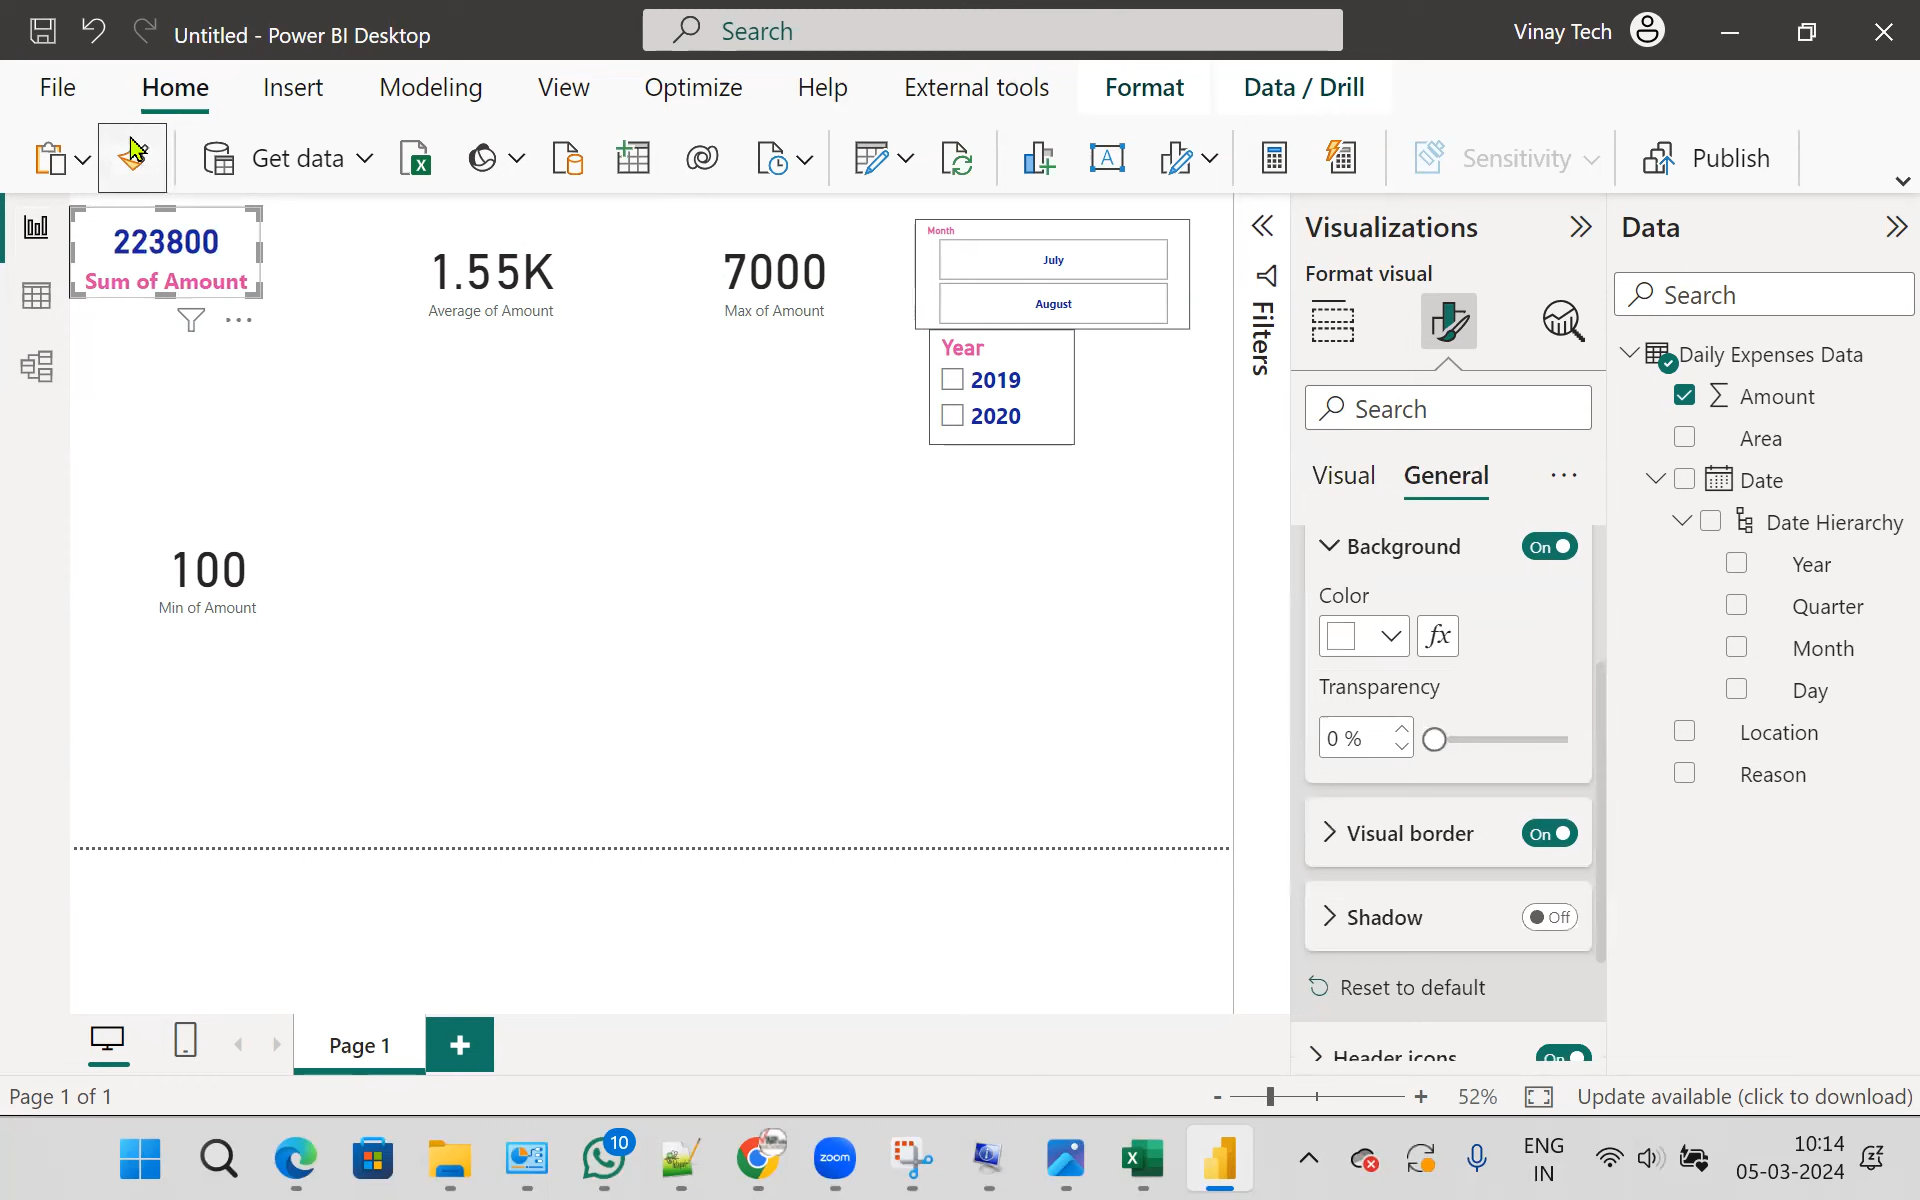 Untitled - Power BI Desktop
Search
Vinay Tech
File
Home
Insert
Modeling
View
Optimize
Help
External tools
Format
Data / Drill
Get data
Sensitivity
Publish
223800
Sum of Amount
1.55K
Average of Amount
7000
Max of Amount
Month
July
August
Year
2019
2020
100
Min of Amount
Filters
Visualizations
Format visual
Search
Visual
General
Background
On
Color
fx
Transparency
0 %
Visual border
On
Shadow
Off
Reset to default
Header icons
On
Data
Search
Daily Expenses Data
Amount
Area
Date
Date Hierarchy
Year
Quarter
Month
Day
Location
Reason
Page 1
Page 1 of 1
52%
Update available (click to download)
10
zoom
ENG
IN
10:14
05-03-2024